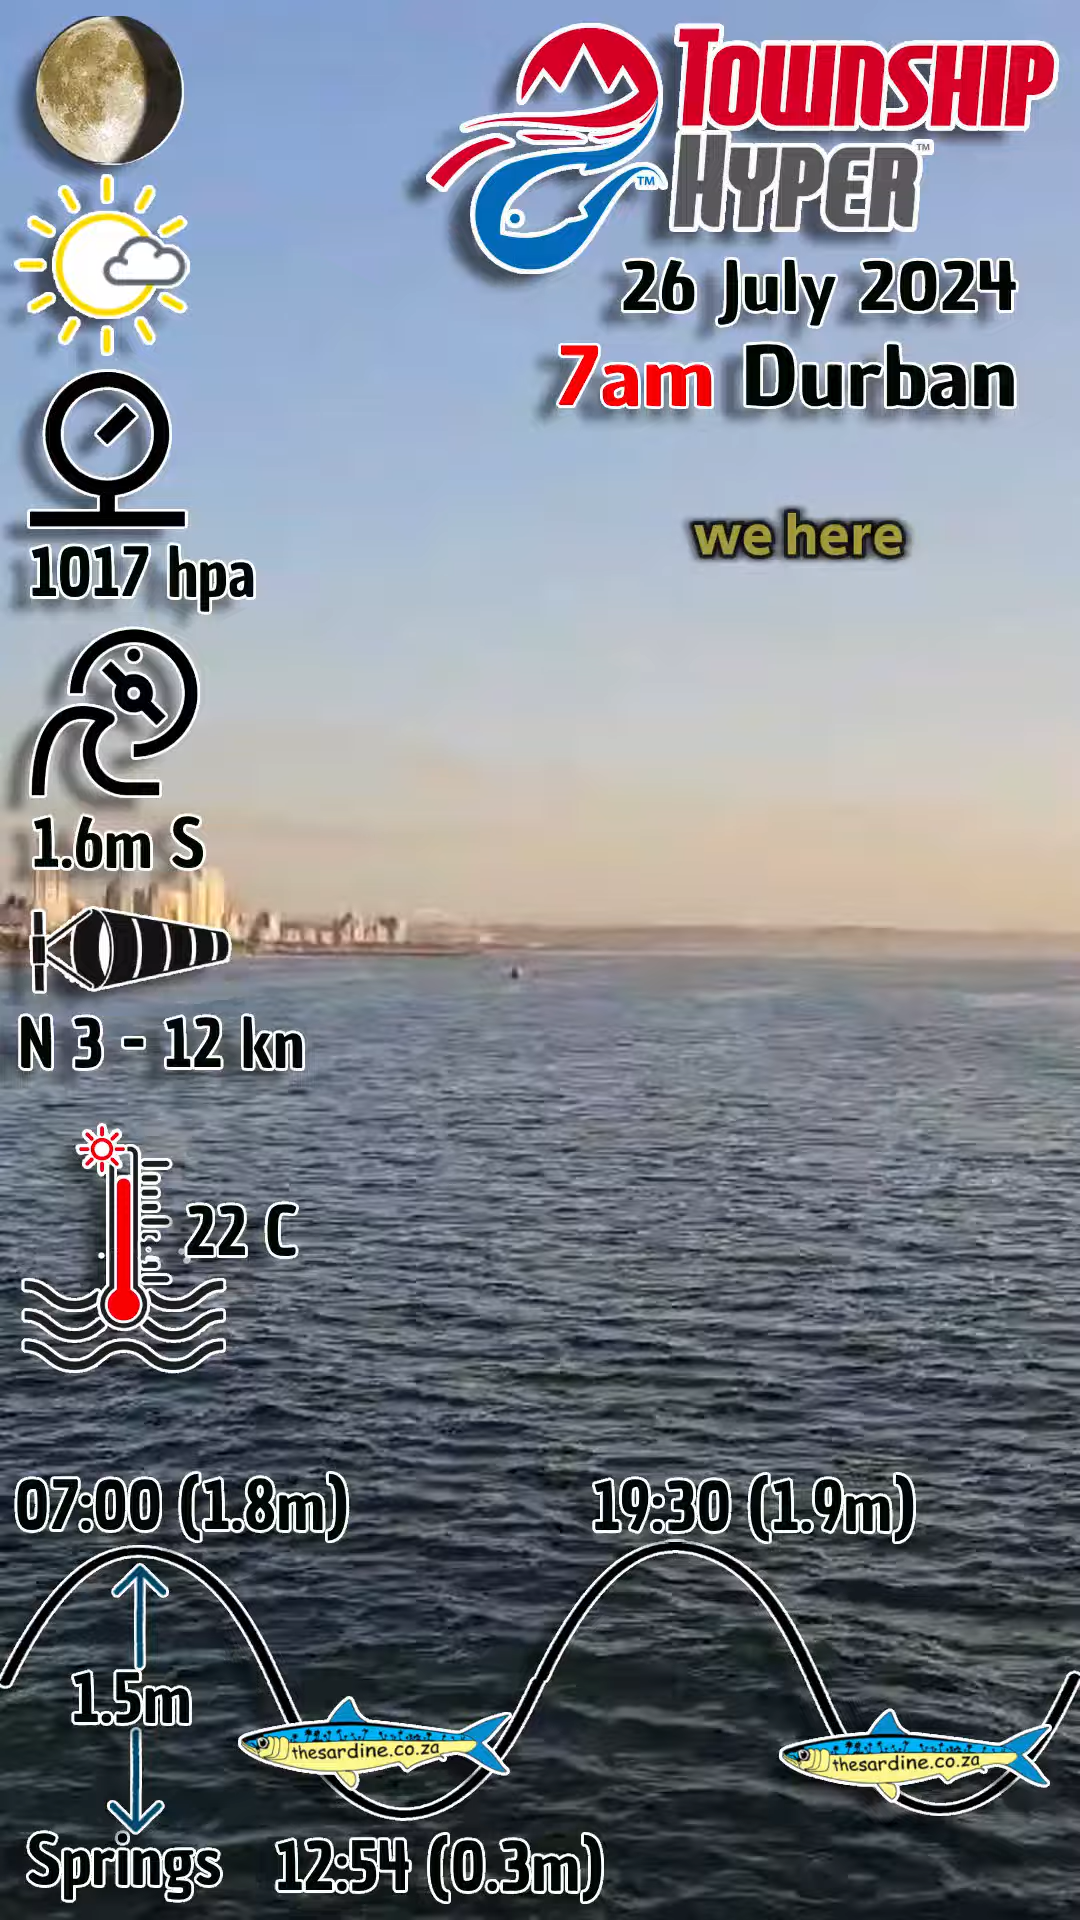 TOWNSHIP
HYPER™
TM
26 July 2024
7am Durban
we here
1017 hpa
1.6m S
N 3 - 12 kn
22 C
07:00 (1.8m)
19:30 (1.9m)
1.5m
thesardine.co.za
thesardine.co.za
Springs
12:54 (0.3m)